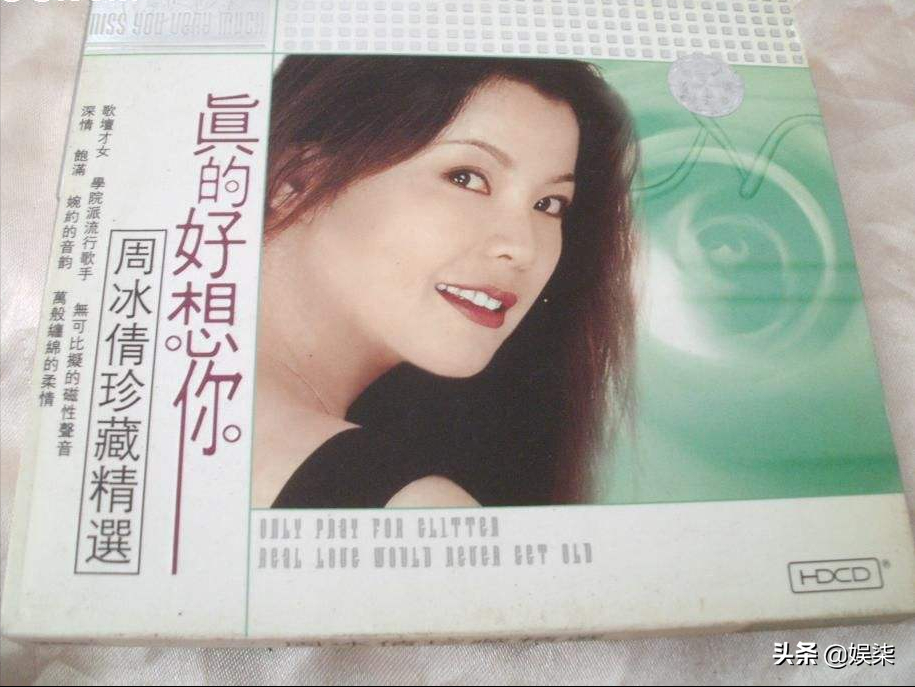 MISS YOU VERY MUCH
真的好想你
周冰倩珍藏精選
歌壇才女 學院派流行歌手 無可比擬的磁性聲音
深情 飽滿 婉約的音韵 萬般纏綿的柔情
ONLY PRAY FOR GLITTER
REAL LOVE WOULD NEVER GET OLD
HDCD®
头条 @娱柒